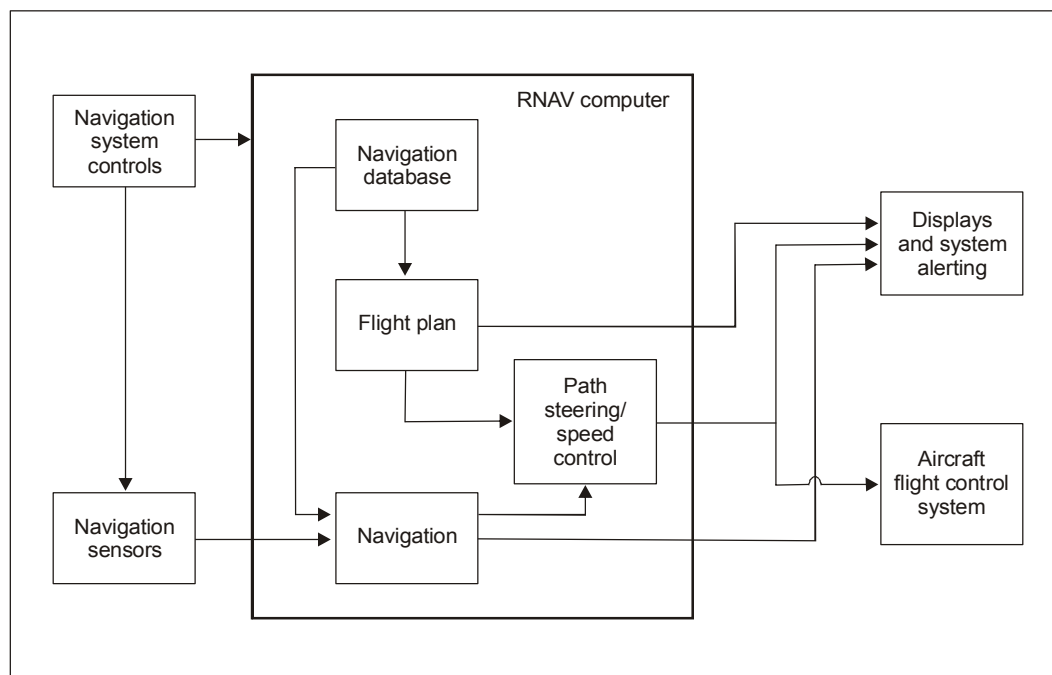 RNAV computer
Navigation
system
controls
Navigation
database
Displays
and system
alerting
Flight plan
Path
steering/
speed
control
Aircraft
flight control
system
Navigation
sensors
Navigation